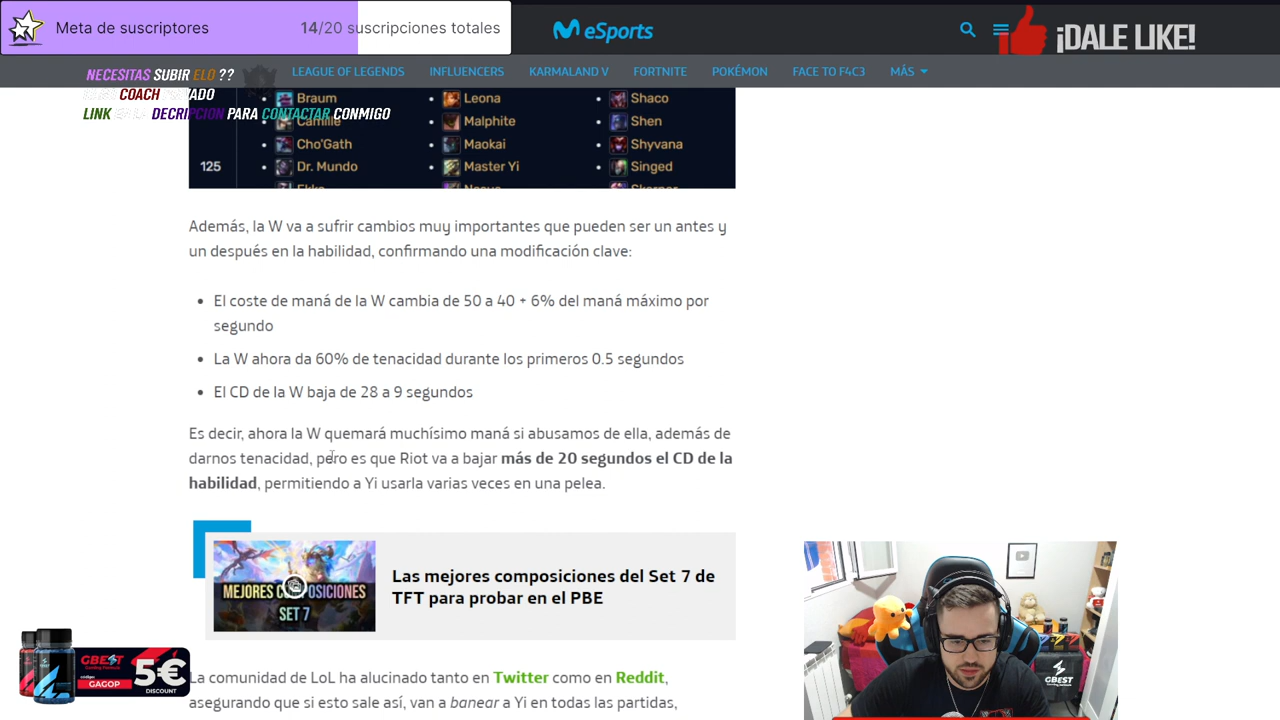 Meta de suscriptores 14/20 suscripciones totales
eSports
¡DALE LIKE!
NECESITAS SUBIR ELO ??
LEAGUE OF LEGENDS INFLUENCERS KARMALAND V FORTNITE POKÉMON FACE TO F4C3 MÁS
COACH
LINK DECRIPCION PARA CONTACTAR CONMIGO
Braum Leona Shaco
Camille Malphite Shen
Cho'Gath Maokai Shyvana
125 Dr. Mundo Master Yi Singed
Además, la W va a sufrir cambios muy importantes que pueden ser un antes y
un después en la habilidad, confirmando una modificación clave:
• El coste de maná de la W cambia de 50 a 40 + 6% del maná máximo por
segundo
• La W ahora da 60% de tenacidad durante los primeros 0.5 segundos
• El CD de la W baja de 28 a 9 segundos
Es decir, ahora la W quemará muchísimo maná si abusamos de ella, además de
darnos tenacidad, pero es que Riot va a bajar más de 20 segundos el CD de la
habilidad, permitiendo a Yi usarla varias veces en una pelea.
MEJORES COMPOSICIONES
SET 7
Las mejores composiciones del Set 7 de
TFT para probar en el PBE
GBEST
GAGOP
5€
DISCOUNT
GBEST
La comunidad de LoL ha alucinado tanto en Twitter como en Reddit,
asegurando que si esto sale así, van a banear a Yi en todas las partidas,